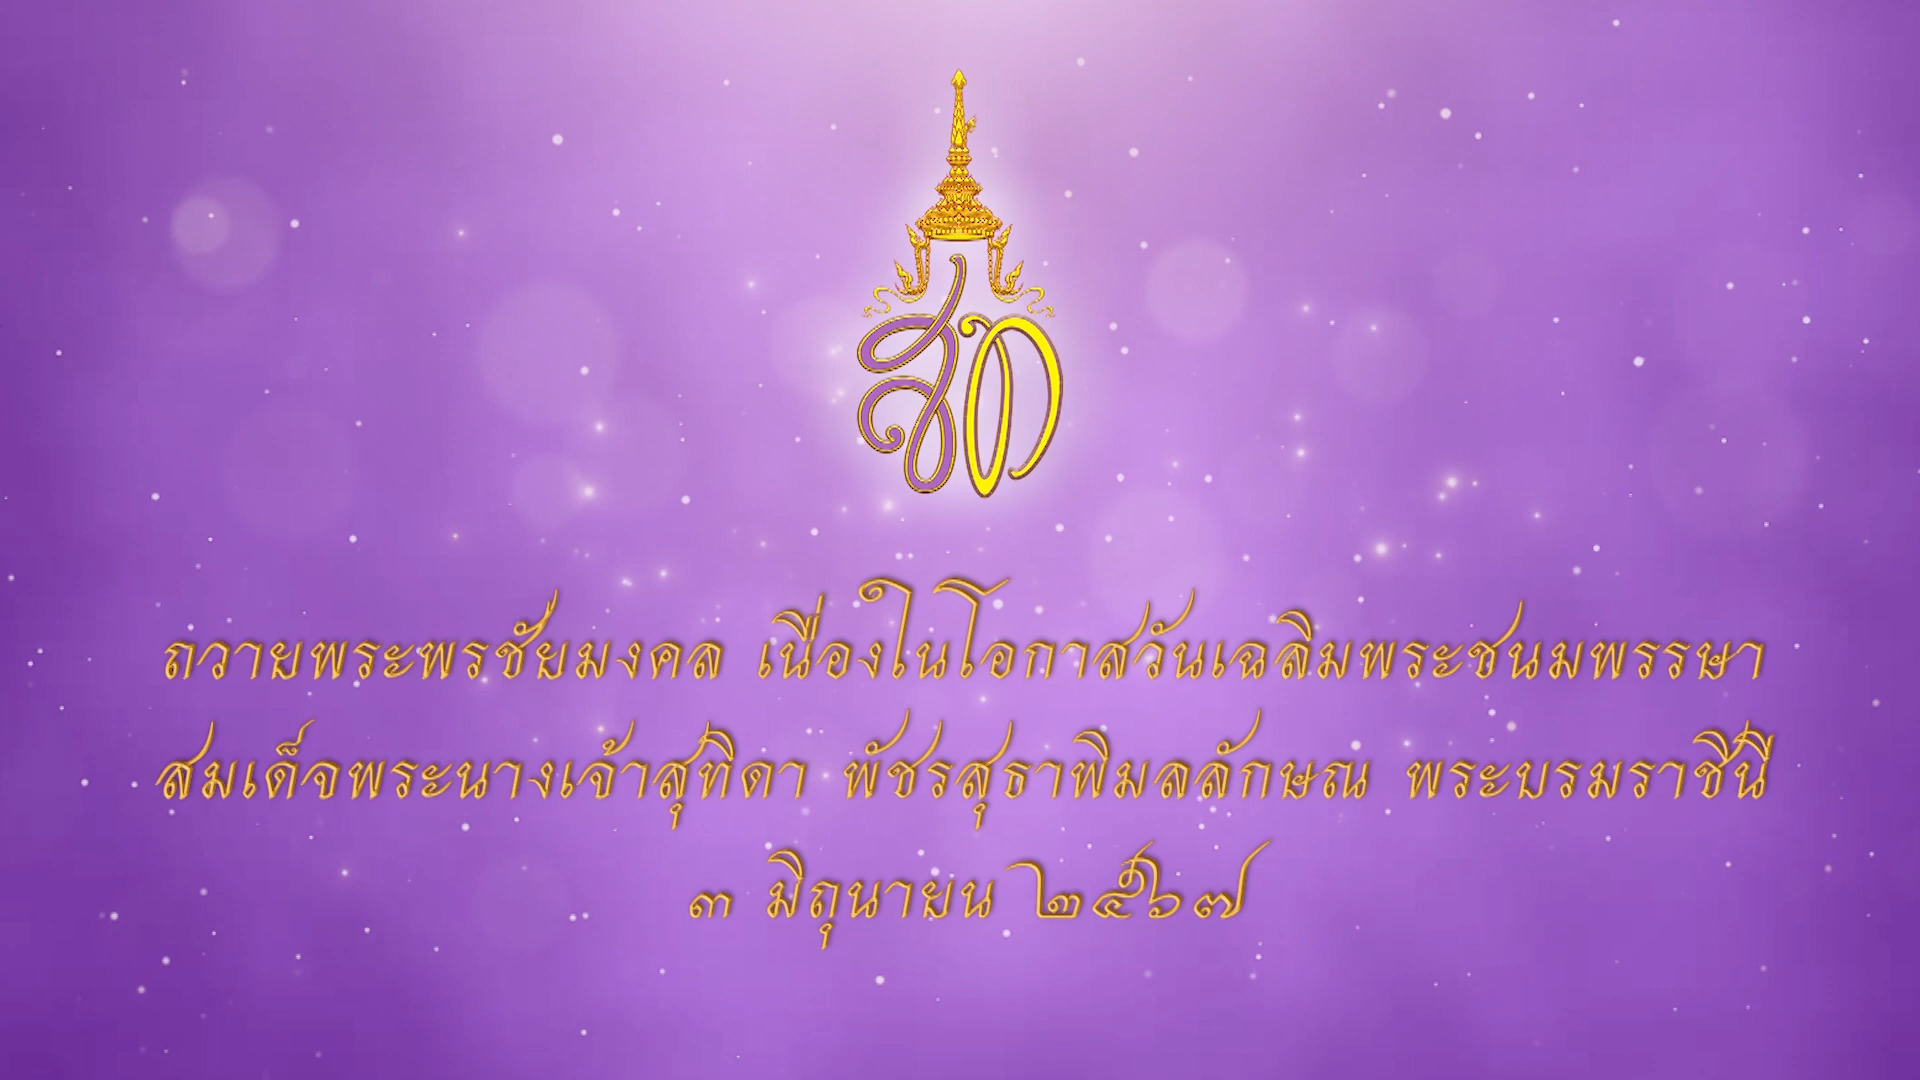 สท
ถวายพระพรชัยมงคล เนื่องในโอกาสวันเฉลิมพระชนมพรรษา
สมเด็จพระนางเจ้าสุทิดา พัชรสุธาพิมลลักษณ พระบรมราชินี
๓ มิถุนายน ๒๕๖๗